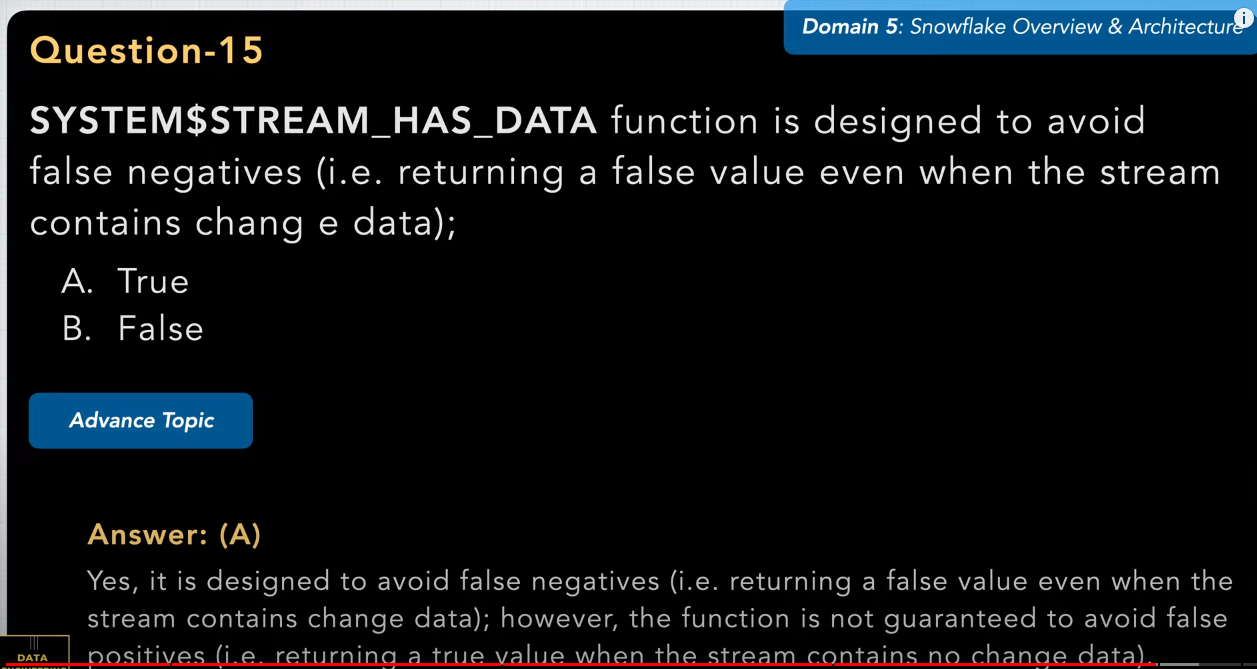 Domain 5: Snowflake Overview & Architecture
i
Question-15
SYSTEM$STREAM_HAS_DATA function is designed to avoid
false negatives (i.e. returning a false value even when the stream
contains chang e data);
A. True
B. False
Advance Topic
Answer: (A)
Yes, it is designed to avoid false negatives (i.e. returning a false value even when the
stream contains change data); however, the function is not guaranteed to avoid false
positives (i.e. returning a true value when the stream contains no change data).
DATA